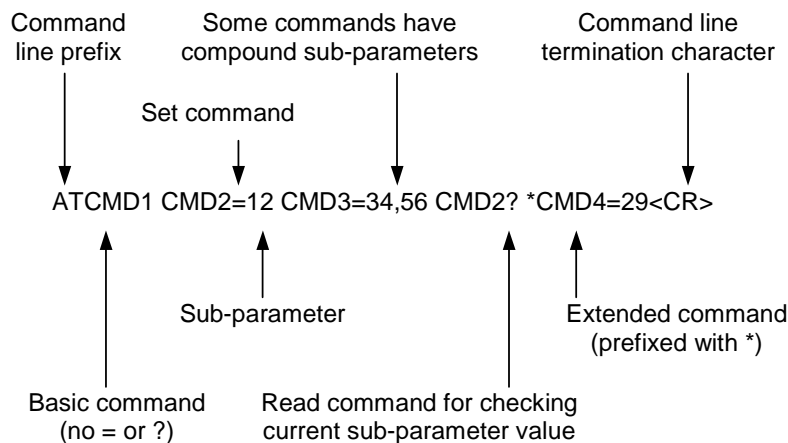 Command
line prefix
Some commands have
compound sub-parameters
Command line
termination character
Set command
ATCMD1 CMD2=12 CMD3=34,56 CMD2? *CMD4=29<CR>
Sub-parameter
Extended command
(prefixed with *)
Basic command
(no = or ?)
Read command for checking
current sub-parameter value